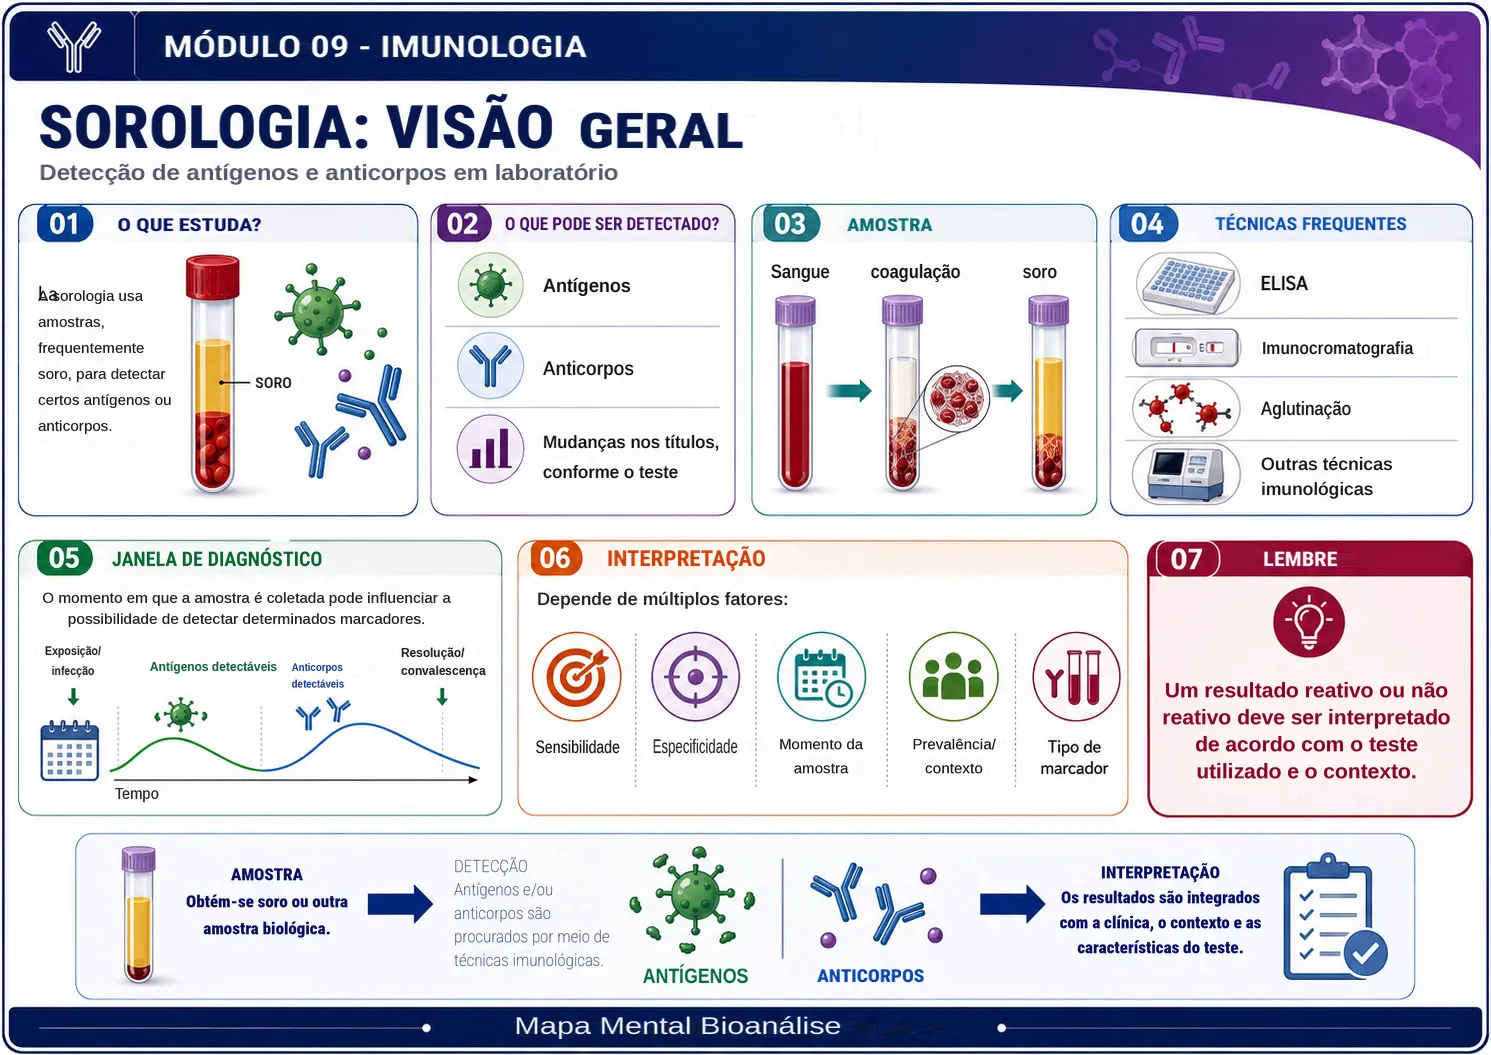 MÓDULO 09 - IMUNOLOGIA
SOROLOGIA: VISÃO GERAL
Detecção de antígenos e anticorpos em laboratório
01 O QUE ESTUDA?
A sorologia usa
amostras,
frequentemente
soro, para detectar
certos antígenos ou
anticorpos.
SORO
02 O QUE PODE SER DETECTADO?
Antígenos
Anticorpos
Mudanças nos títulos,
conforme o teste
03 AMOSTRA
Sangue coagulação soro
04 TÉCNICAS FREQUENTES
ELISA
Imunocromatografia
Aglutinação
Outras técnicas
imunológicas
05 JANELA DE DIAGNÓSTICO
O momento em que a amostra é coletada pode influenciar a
possibilidade de detectar determinados marcadores.
Exposição/
infecção
Antígenos detectáveis
Anticorpos
detectáveis
Resolução/
convalescença
Tempo
06 INTERPRETAÇÃO
Depende de múltiplos fatores:
Sensibilidade
Especificidade
Momento da
amostra
Prevalência/
contexto
Tipo de
marcador
07 LEMBRE
Um resultado reativo ou não
reativo deve ser interpretado
de acordo com o teste
utilizado e o contexto.
AMOSTRA
Obtém-se soro ou outra
amostra biológica.
DETECÇÃO
Antígenos e/ou
anticorpos são
procurados por meio de
técnicas imunológicas.
ANTÍGENOS
ANTICORPOS
INTERPRETAÇÃO
Os resultados são integrados
com a clínica, o contexto e as
características do teste.
Mapa Mental Bioanálise